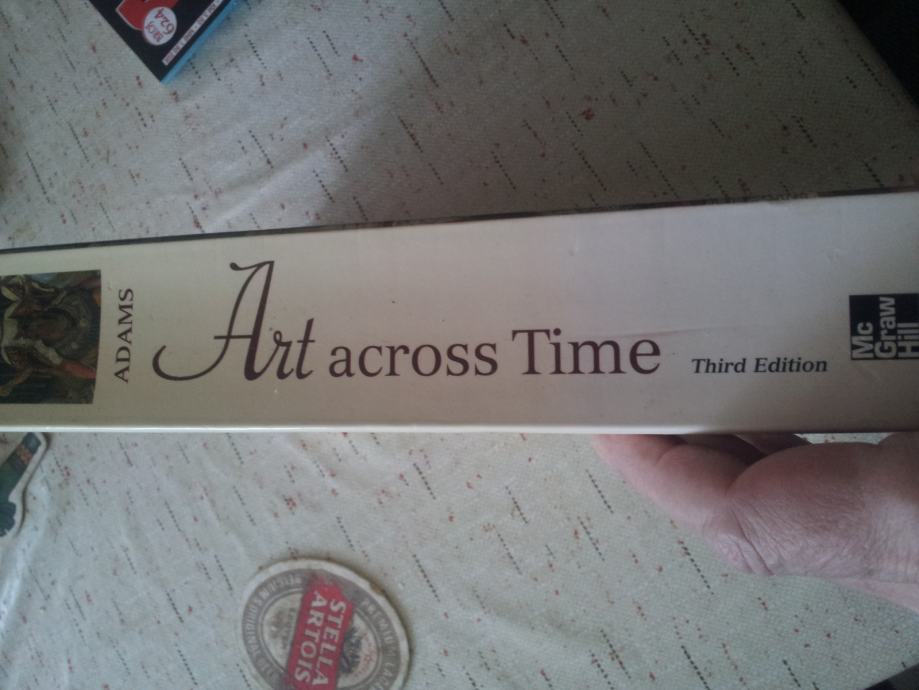 ADAMS
Art across Time
Third Edition
Mc
Graw
Hill
STELLA
ARTOIS